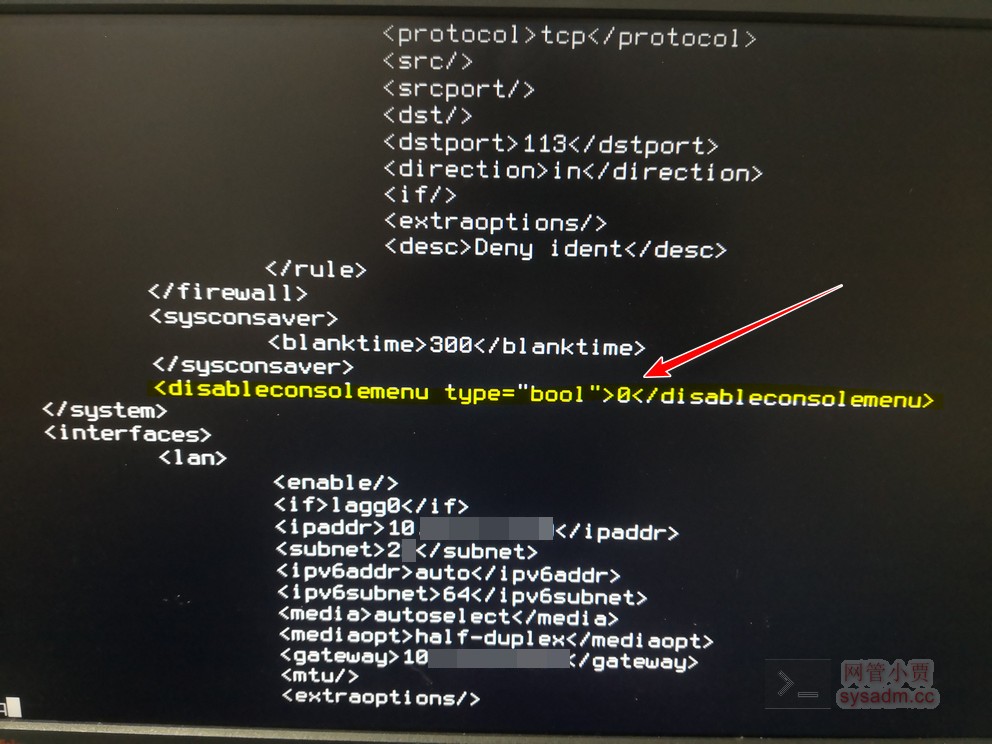 <protocol>tcp</protocol>
<src/>
<srcport/>
<dst/>
<dstport>113</dstport>
<direction>in</direction>
<if/>
<extraoptions/>
<desc>Deny ident</desc>
</rule>
</firewall>
<sysconsaver>
<blanktime>300</blanktime>
</sysconsaver>
<disableconsolemenu type="bool">0</disableconsolemenu>
</system>
<interfaces>
<lan>
<enable/>
<if>lagg0</if>
<ipaddr>10 </ipaddr>
<subnet>2 </subnet>
<ipv6addr>auto</ipv6addr>
<ipv6subnet>64</ipv6subnet>
<media>autoselect</media>
<mediaopt>half-duplex</mediaopt>
<gateway>10 </gateway>
<mtu/>
<extraoptions/>
>_ 网管小贾
sysadm.cc